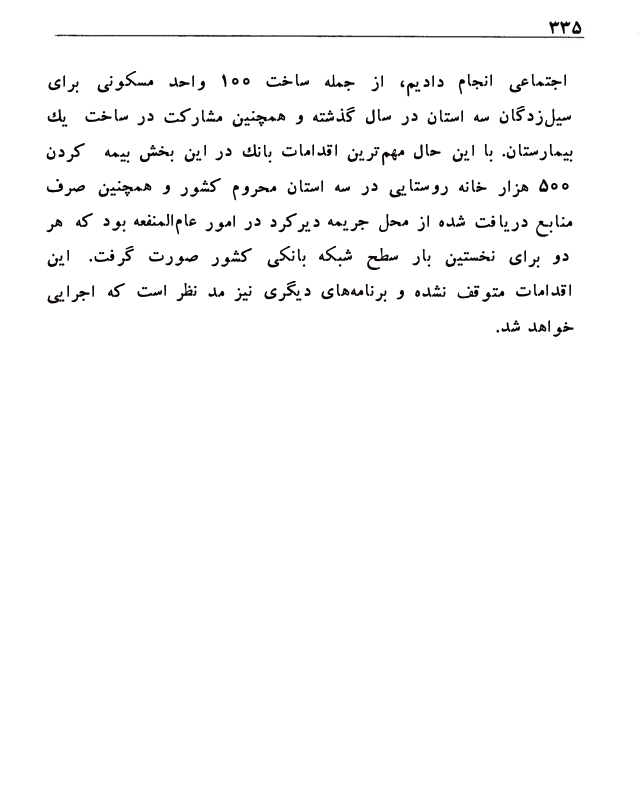 ۳۳۵
اجتماعی انجام دادیم، از جمله ساخت ۱۰۰ واحد مسکونی برای
سیل‌زدگان سه استان در سال گذشته و همچنین مشارکت در ساخت یك
بیمارستان. با این حال مهم‌ترین اقدامات بانك در این بخش بیمه کردن
۵۰۰ هزار خانه روستایی در سه استان محروم کشور و همچنین صرف
منابع دریافت شده از محل جریمه دیرکرد در امور عام‌المنفعه بود که هر
دو برای نخستین بار سطح شبکه بانکی کشور صورت گرفت. این
اقدامات متوقف نشده و برنامه‌های دیگری نیز مد نظر است که اجرایی
خواهد شد.